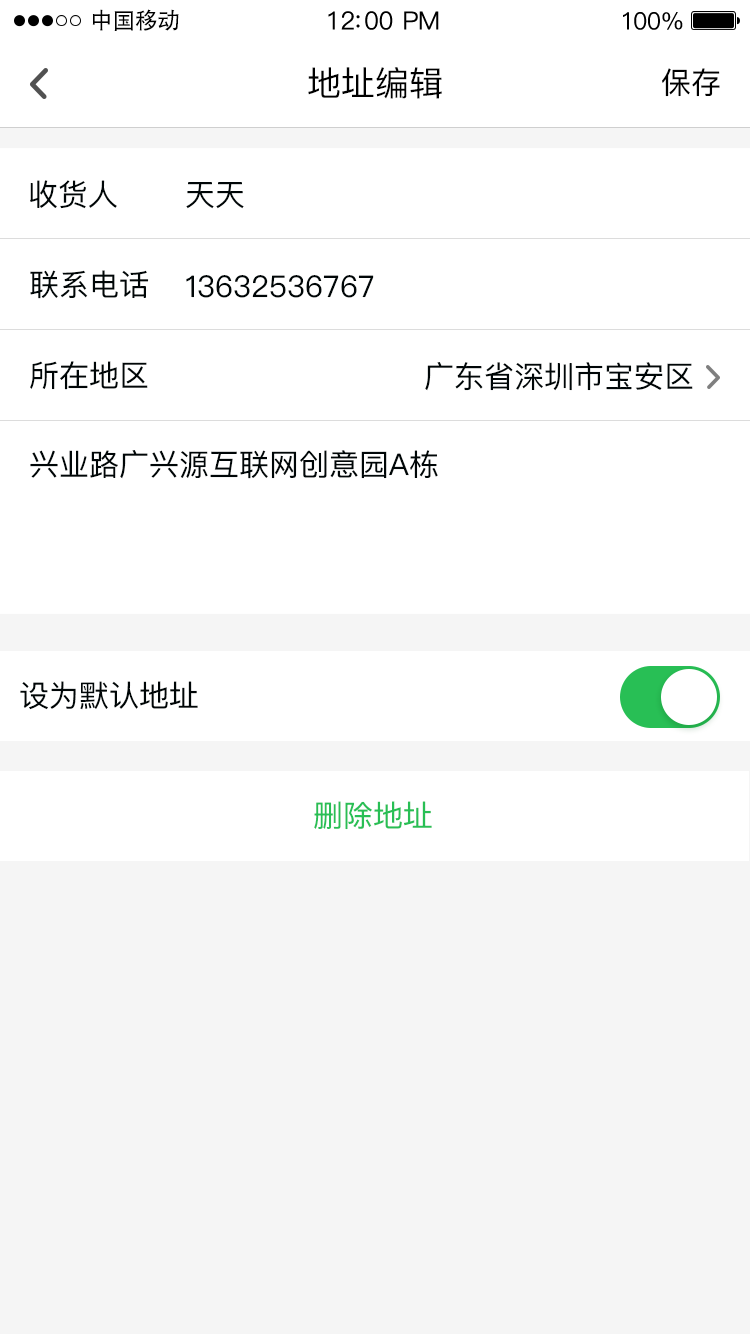 中国移动 12:00 PM 100%
地址编辑 保存
收货人 天天
联系电话 13632536767
所在地区 广东省深圳市宝安区
兴业路广兴源互联网创意园A栋
设为默认地址
删除地址